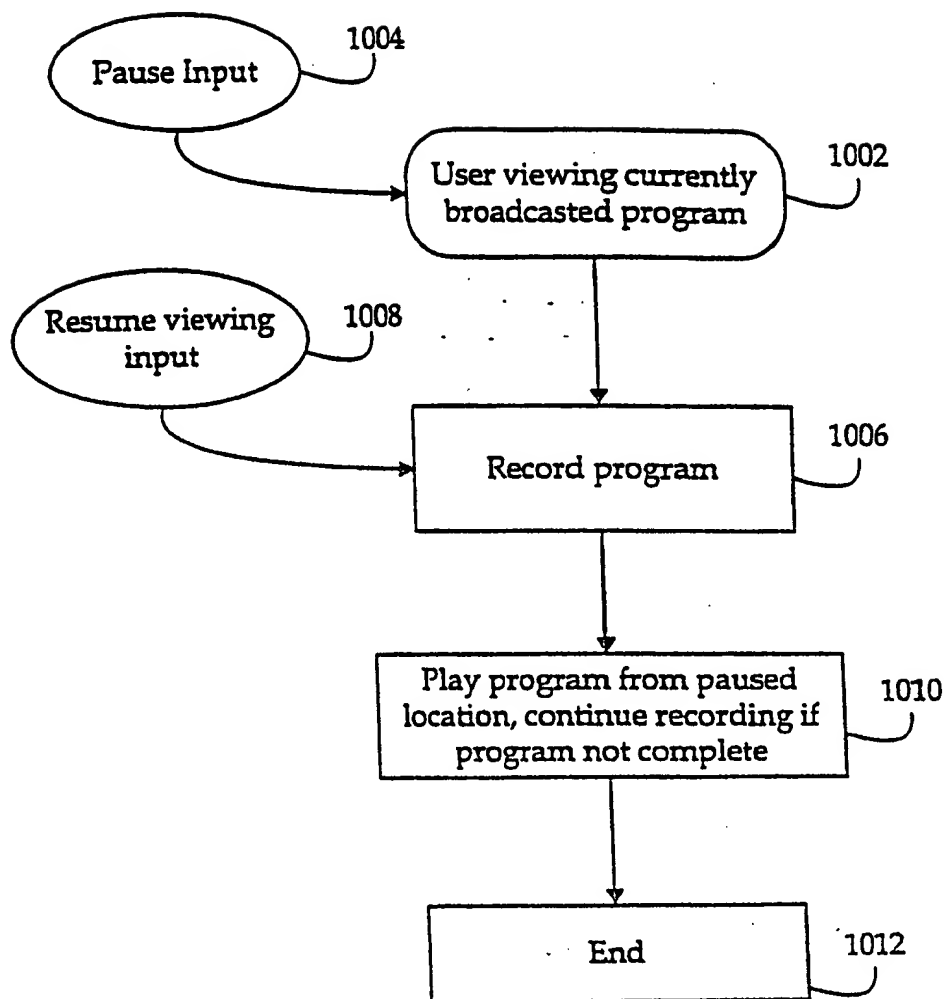 1004
Pause Input
1002
User viewing currently
broadcasted program
1008
Resume viewing
input
1006
Record program
1010
Play program from paused
location, continue recording if
program not complete
1012
End